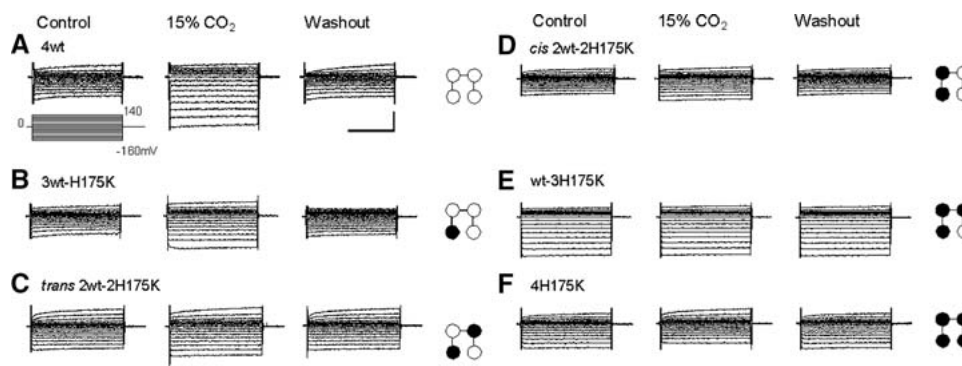 Control 15% CO₂ Washout
A 4wt
0 140
-160mV
B 3wt-H175K
C trans 2wt-2H175K
Control 15% CO₂ Washout
D cis 2wt-2H175K
E wt-3H175K
F 4H175K